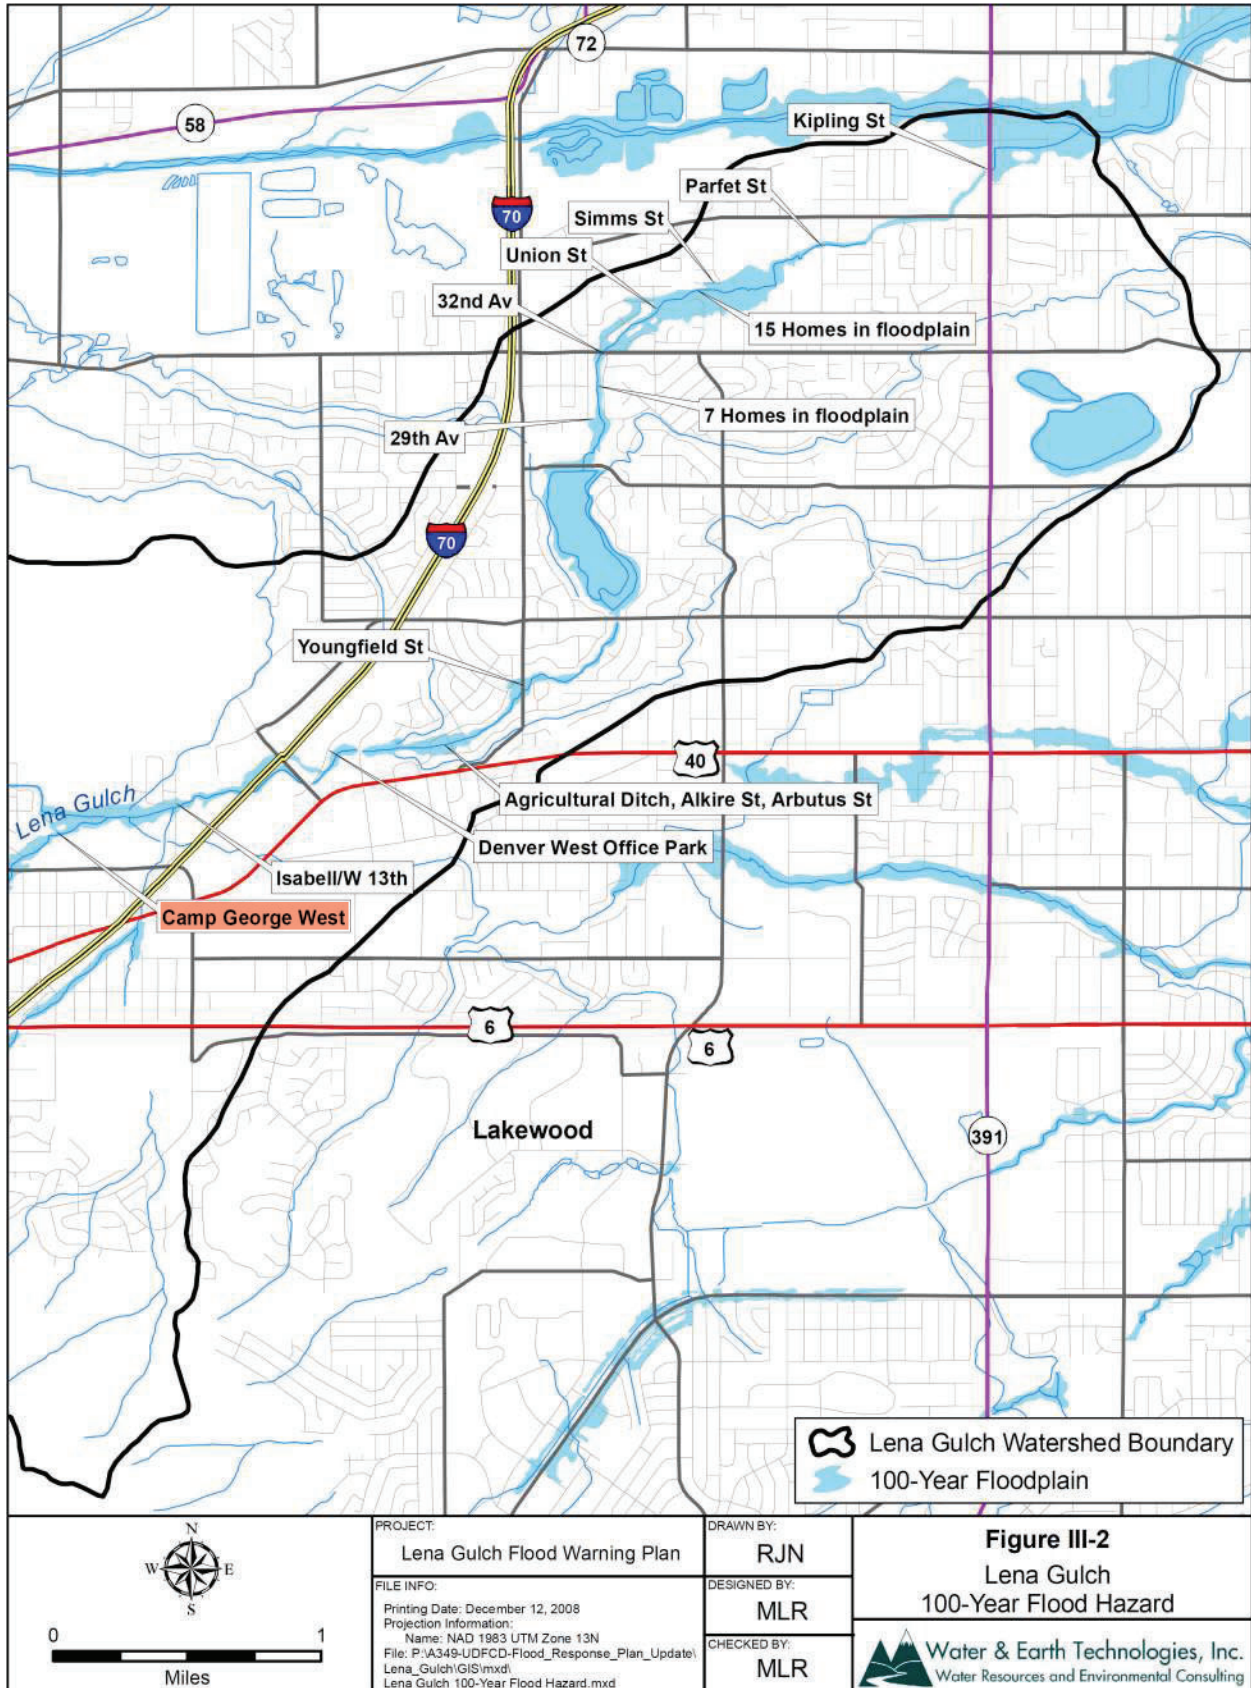 72
58
Kipling St
Parfet St
70
Simms St
Union St
32nd Av
15 Homes in floodplain
7 Homes in floodplain
29th Av
70
Youngfield St
40
Lena Gulch
Agricultural Ditch, Alkire St, Arbutus St
Denver West Office Park
Isabell/W 13th
Camp George West
6
6
Lakewood
391
Lena Gulch Watershed Boundary
100-Year Floodplain
N
W E
S
0 1
Miles
PROJECT:
Lena Gulch Flood Warning Plan
FILE INFO:
Printing Date: December 12, 2008
Projection Information:
Name: NAD 1983 UTM Zone 13N
File: P:\A349-UDFCD-Flood_Response_Plan_Update\
Lena_Gulch\GIS\mxd\
Lena Gulch 100-Year Flood Hazard.mxd
DRAWN BY:
RJN
DESIGNED BY:
MLR
CHECKED BY:
MLR
Figure III-2
Lena Gulch
100-Year Flood Hazard
Water & Earth Technologies, Inc.
Water Resources and Environmental Consulting